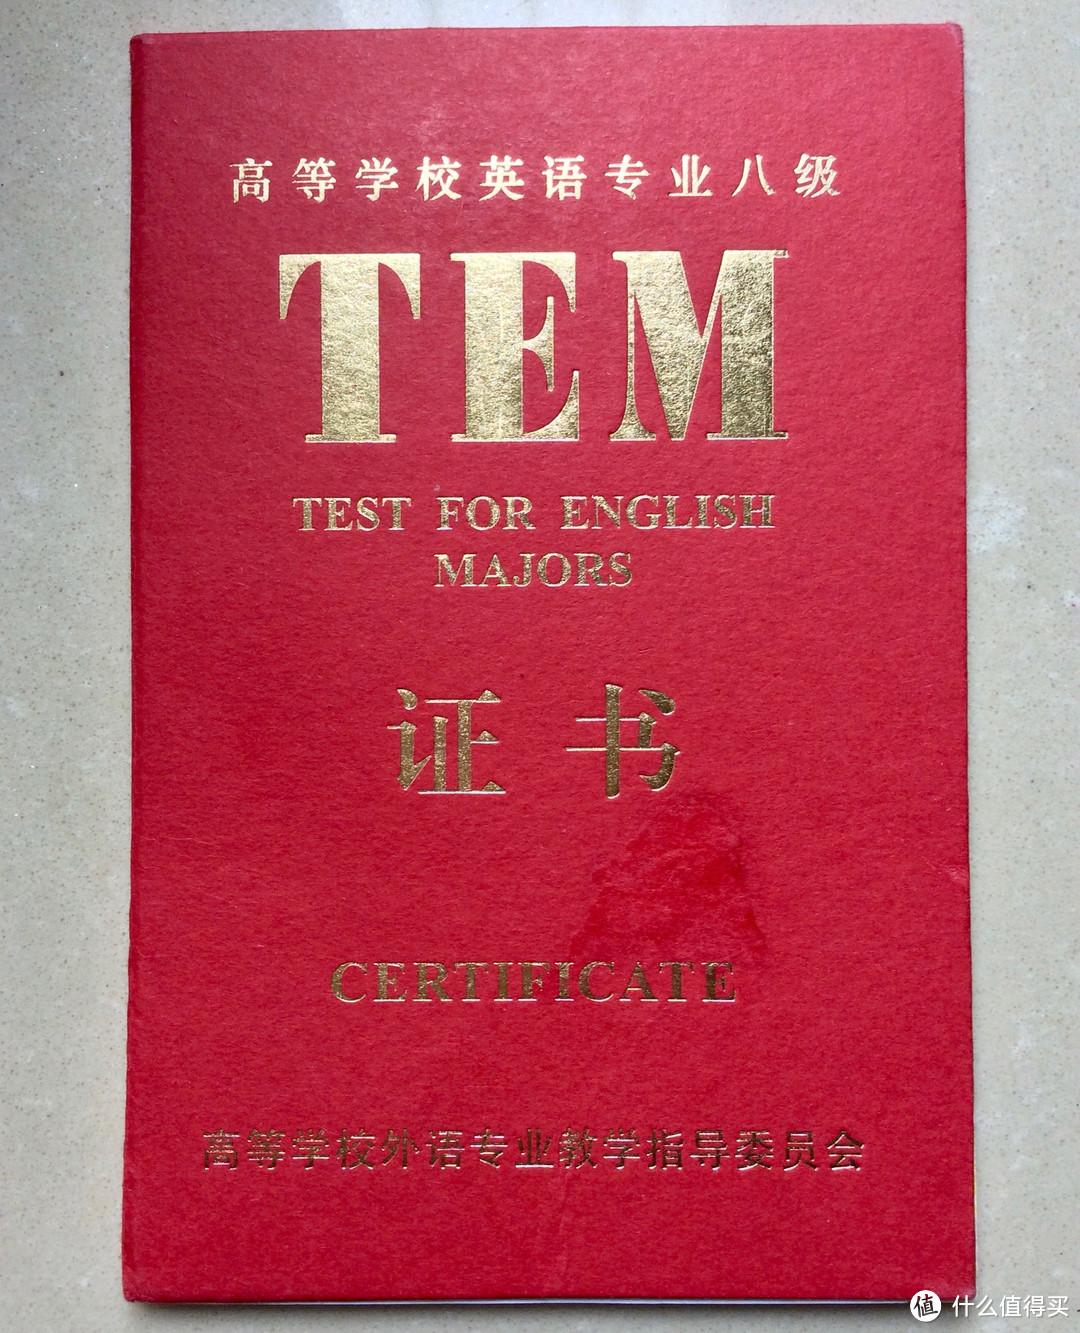 高等学校英语专业八级
TEM
TEST FOR ENGLISH
MAJORS
证书
CERTIFICATE
高等学校外语专业教学指导委员会
值 什么值得买